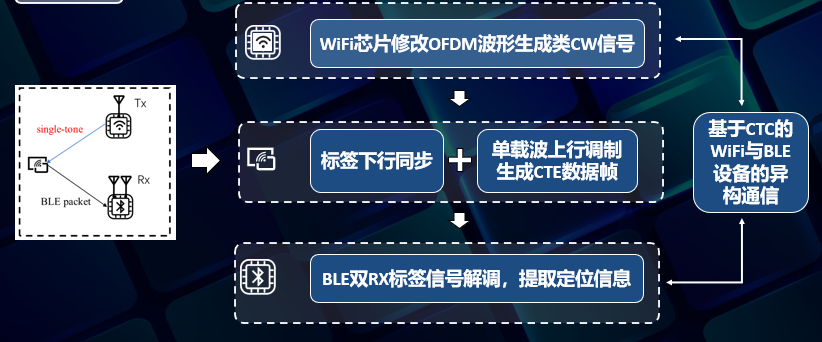 WiFi芯片修改OFDM波形生成类CW信号
Tx
single-tone
Rx
BLE packet
标签下行同步
单载波上行调制
生成CTE数据帧
基于CTC的
WiFi与BLE
设备的异
构通信
BLE双RX标签信号解调，提取定位信息